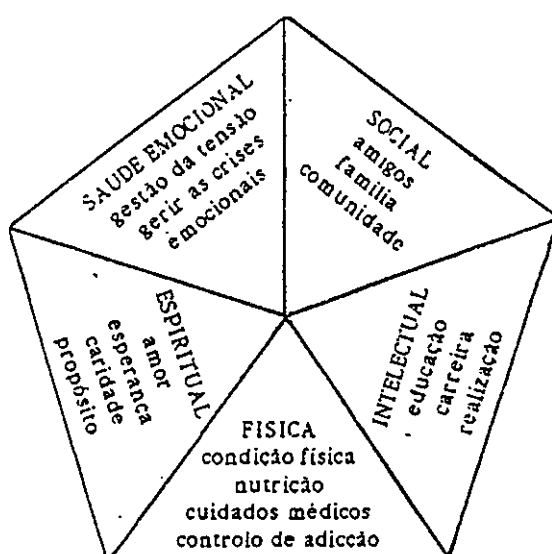 SAUDE EMOCIONAL
gestão da tensão
gerir as crises
emocionais
SOCIAL
amigos
familia
comunidade
ESPIRITUAL
amor
esperança
caridade
propósito
INTELECTUAL
educação
carreira
realização
FISICA
condição física
nutrição
cuidados médicos
controlo de adicção